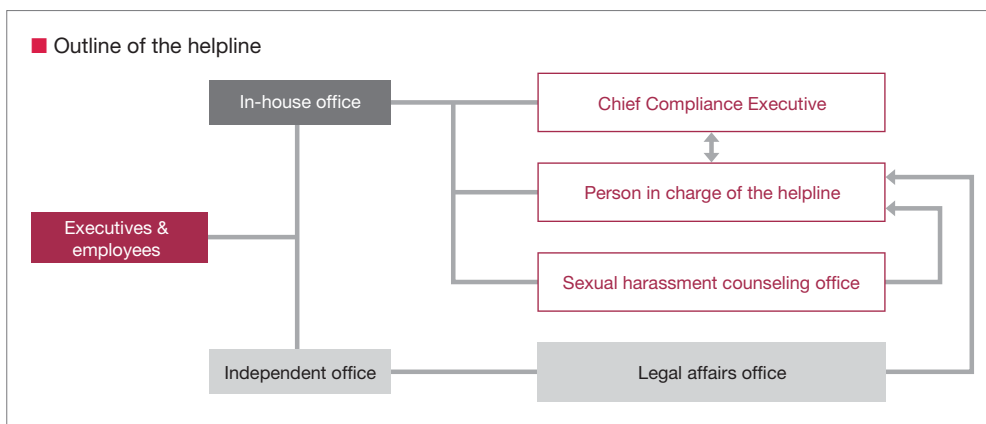 Outline of the helpline
In-house office
Chief Compliance Executive
Person in charge of the helpline
Executives &
employees
Sexual harassment counseling office
Independent office
Legal affairs office